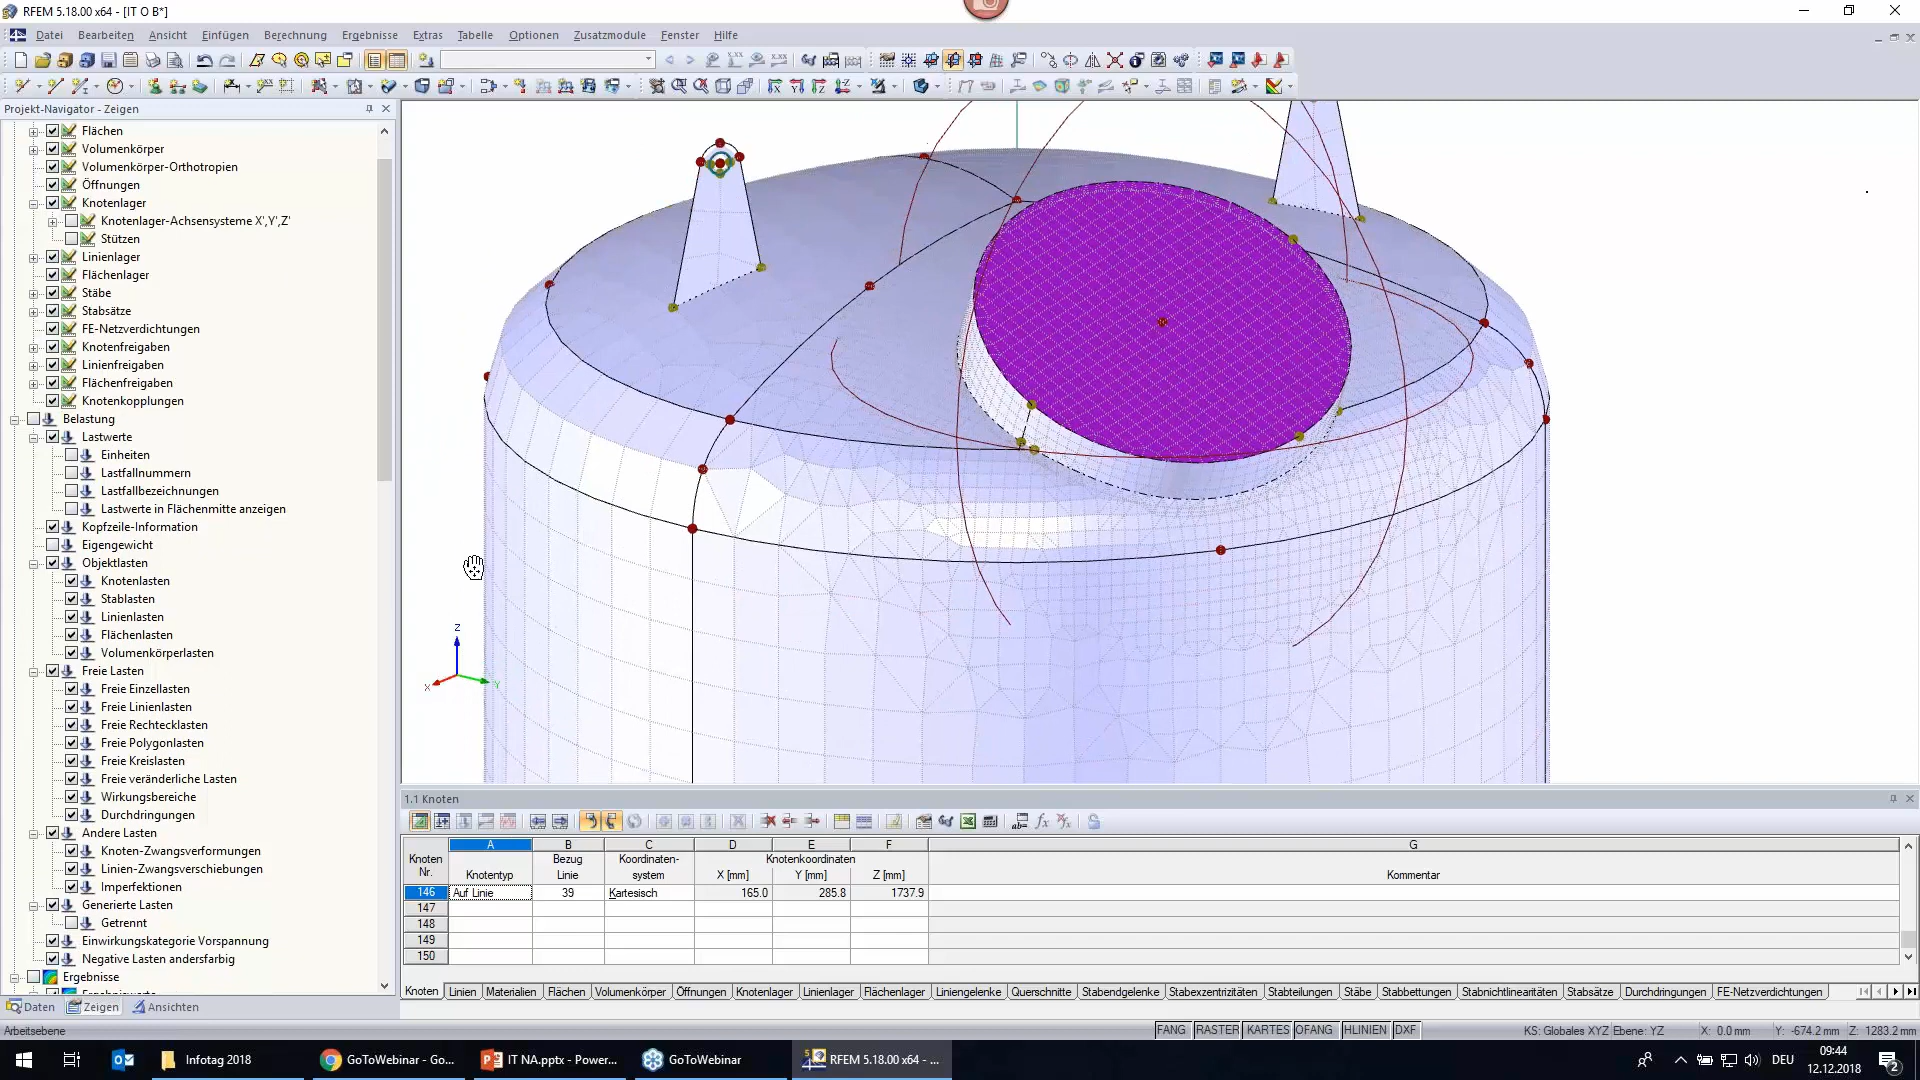 RFEM 5.18.00 x64 - [IT O B*]
Datei Bearbeiten Ansicht Einfügen Berechnung Ergebnisse Extras Tabelle Optionen Zusatzmodule Fenster Hilfe
Projekt-Navigator - Zeigen
Flächen
Volumenkörper
Volumenkörper-Orthotropien
Öffnungen
Knotenlager
Knotenlager-Achsensysteme X',Y',Z'
Stützen
Linienlager
Flächenlager
Stäbe
Stabsätze
FE-Netzverdichtungen
Knotenfreigaben
Linienfreigaben
Flächenfreigaben
Knotenkopplungen
Belastung
Lastwerte
Einheiten
Lastfallnummern
Lastfallbezeichnungen
Lastwerte in Flächenmitte anzeigen
Kopfzeile-Information
Eigengewicht
Objektlasten
Knotenlasten
Stablasten
Linienlasten
Flächenlasten
Volumenkörperlasten
Freie Lasten
Freie Einzellasten
Freie Linienlasten
Freie Rechtecklasten
Freie Polygonlasten
Freie Kreislasten
Freie veränderliche Lasten
Wirkungsbereiche
Durchdringungen
Andere Lasten
Knoten-Zwangsverformungen
Linien-Zwangsverschiebungen
Imperfektionen
Generierte Lasten
Getrennt
Einwirkungskategorie Vorspannung
Negative Lasten andersfarbig
Ergebnisse
Daten Zeigen Ansichten
Z
X
Y
1.1 Knoten
A B C D E F G
Knoten Bezug Koordinaten- Knotenkoordinaten
Nr. Knotentyp Linie system X [mm] Y [mm] Z [mm] Kommentar
146 Auf Linie 39 Kartesisch 165.0 285.8 1737.9
147
148
149
150
Knoten Linien Materialien Flächen Volumenkörper Öffnungen Knotenlager Linienlager Flächenlager Liniengelenke Querschnitte Stabendgelenke Stabexzentrizitäten Stabteilungen Stäbe Stabbettungen Stabnichtlinearitäten Stabsätze Durchdringungen FE-Netzverdichtungen
Arbeitsebene FANG RASTER KARTES OFANG HLINIEN DXF KS: Globales XYZ Ebene: YZ X: 0.0 mm Y: -674.2 mm Z: 1283.2 mm
Infotag 2018 GoToWebinar - Go... IT NA.pptx - Power... GoToWebinar RFEM 5.18.00 x64 - ... DEU 09:44
12.12.2018
2